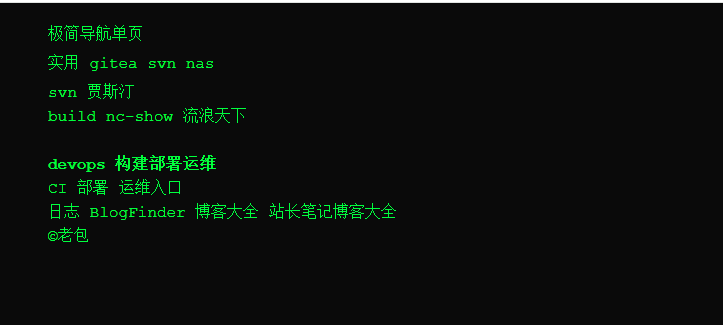 极简导航单页
实用 gitea svn nas
svn 贾斯汀
build nc-show 流浪天下
devops 构建部署运维
CI 部署 运维入口
日志 BlogFinder 博客大全 站长笔记博客大全
@老包